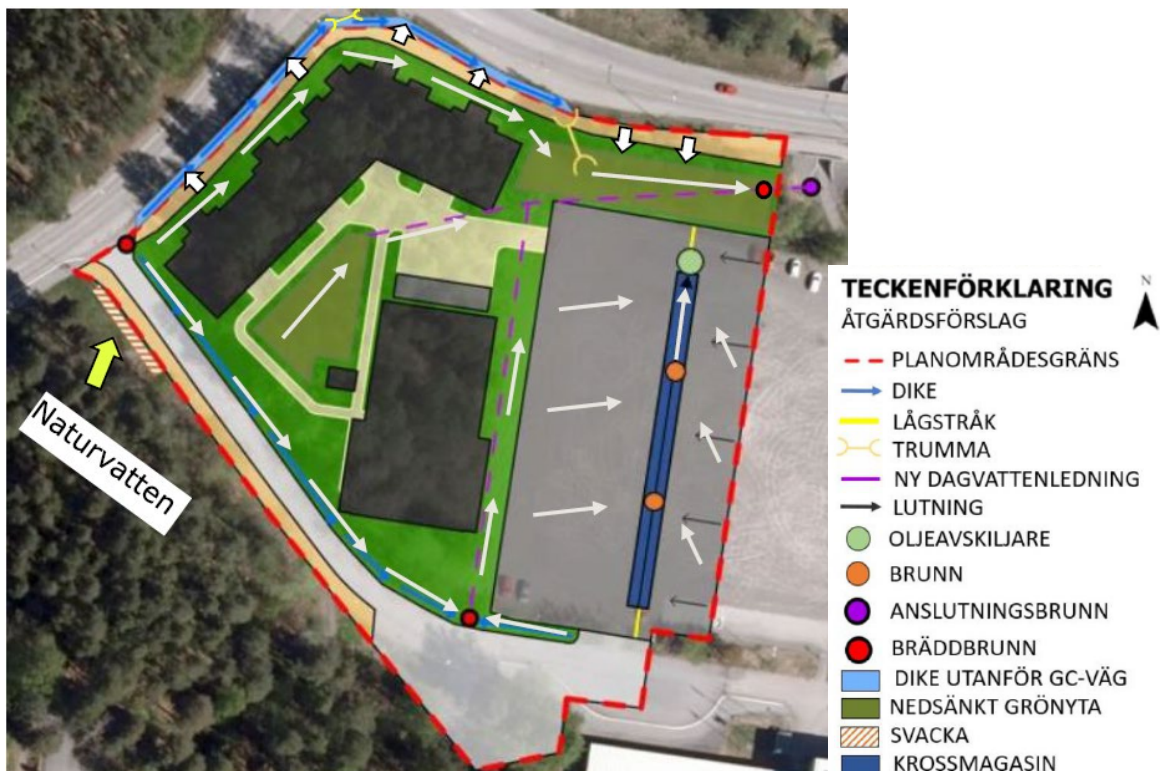 Naturvatten
TECKENFÖRKLARING
N
ÅTGÄRDSFÖRSLAG
PLANOMRÅDESGRÄNS
DIKE
LÅGSTRÅK
TRUMMA
NY DAGVATTENLEDNING
LUTNING
OLJEAVSKILJARE
BRUNN
ANSLUTNINGSBRUNN
BRÄDDBRUNN
DIKE UTANFÖR GC-VÄG
NEDSÄNKT GRÖNYTA
SVACKA
KROSSMAGASIN